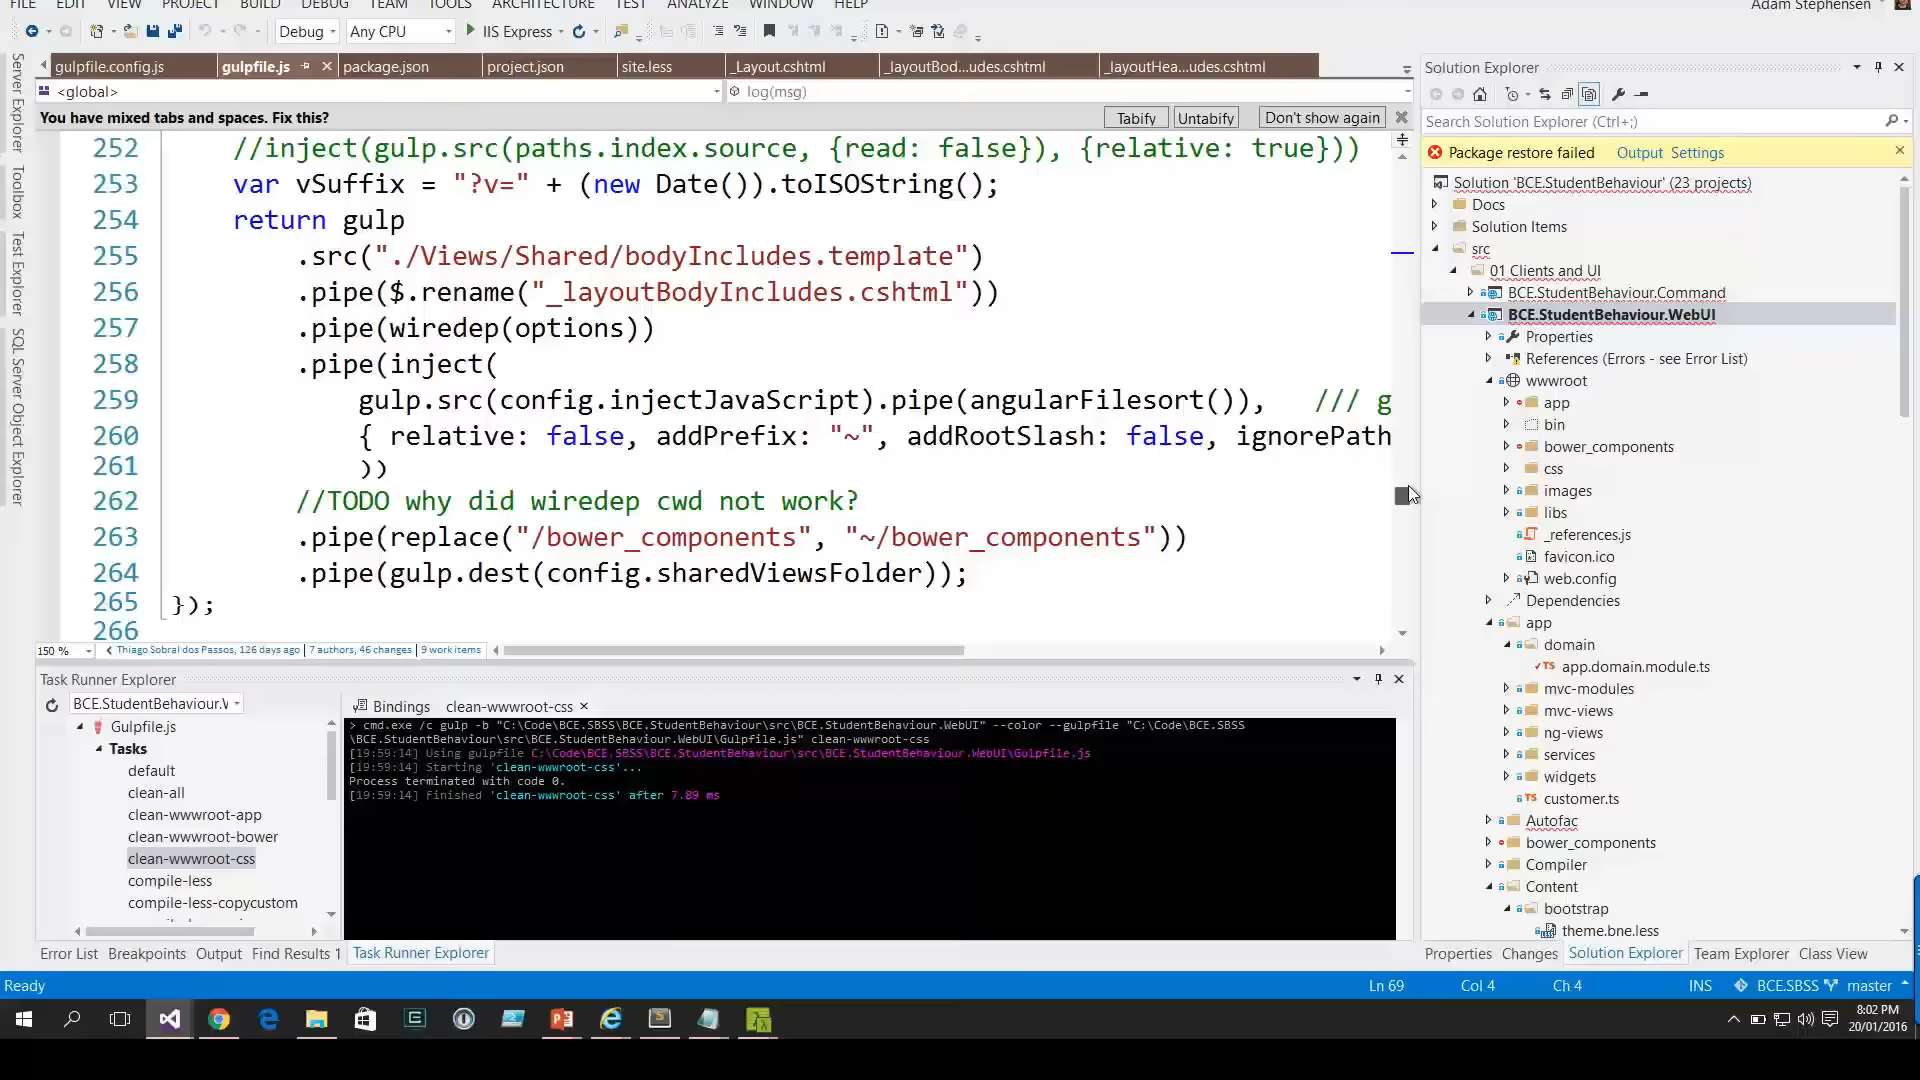 FILE EDIT VIEW PROJECT BUILD DEBUG TEAM TOOLS ARCHITECTURE TEST ANALYZE WINDOW HELP
Adam Stephensen
Debug Any CPU IIS Express
gulpfile.config.js gulpfile.js package.json project.json site.less _Layout.cshtml _layoutBod...udes.cshtml _layoutHea...udes.cshtml
<global> log(msg)
You have mixed tabs and spaces. Fix this? Tabify Untabify Don't show again
252 //inject(gulp.src(paths.index.source, {read: false}), {relative: true}))
253 var vSuffix = "?v=" + (new Date()).toISOString();
254 return gulp
255 .src("./Views/Shared/bodyIncludes.template")
256 .pipe($.rename("_layoutBodyIncludes.cshtml"))
257 .pipe(wiredep(options))
258 .pipe(inject(
259 gulp.src(config.injectJavaScript).pipe(angularFilesort()), /// g
260 { relative: false, addPrefix: "~", addRootSlash: false, ignorePath
261 ))
262 //TODO why did wiredep cwd not work?
263 .pipe(replace("/bower_components", "~/bower_components"))
264 .pipe(gulp.dest(config.sharedViewsFolder));
265 });
266
150 % Thiago Sobral dos Passos, 126 days ago | 7 authors, 46 changes | 9 work items
Server Explorer
Toolbox
Test Explorer
SQL Server Object Explorer
Task Runner Explorer
BCE.StudentBehaviour.\
Gulpfile.js
Tasks
default
clean-all
clean-wwwroot-app
clean-wwwroot-bower
clean-wwwroot-css
compile-less
compile-less-copycustom
Bindings clean-wwwroot-css
> cmd.exe /c gulp -b "C:\Code\BCE.SBSS\BCE.StudentBehaviour\src\BCE.StudentBehaviour.WebUI" --color --gulpfile "C:\Code\BCE.SBSS
\BCE.StudentBehaviour\src\BCE.StudentBehaviour.WebUI\Gulpfile.js" clean-wwwroot-css
[19:59:14] Using gulpfile C:\Code\BCE.SBSS\BCE.StudentBehaviour\src\BCE.StudentBehaviour.WebUI\Gulpfile.js
[19:59:14] Starting 'clean-wwwroot-css'...
Process terminated with code 0.
[19:59:14] Finished 'clean-wwwroot-css' after 7.89 ms
Error List Breakpoints Output Find Results 1 Task Runner Explorer
Solution Explorer
Search Solution Explorer (Ctrl+;)
Package restore failed Output Settings
Solution 'BCE.StudentBehaviour' (23 projects)
Docs
Solution Items
src
01 Clients and UI
BCE.StudentBehaviour.Command
BCE.StudentBehaviour.WebUI
Properties
References (Errors - see Error List)
wwwroot
app
bin
bower_components
css
images
libs
_references.js
favicon.ico
web.config
Dependencies
app
domain
TS app.domain.module.ts
mvc-modules
mvc-views
ng-views
services
widgets
TS customer.ts
Autofac
bower_components
Compiler
Content
bootstrap
theme.bne.less
Properties Changes Solution Explorer Team Explorer Class View
Ready Ln 69 Col 4 Ch 4 INS BCE.SBSS master
8:02 PM
20/01/2016